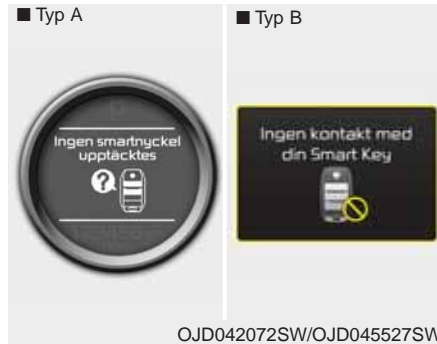 ■ Typ A
■ Typ B
Ingen smartnyckel
upptäcktes
?
Ingen kontakt med
din Smart Key
OJD042072SW/OJD045527SW